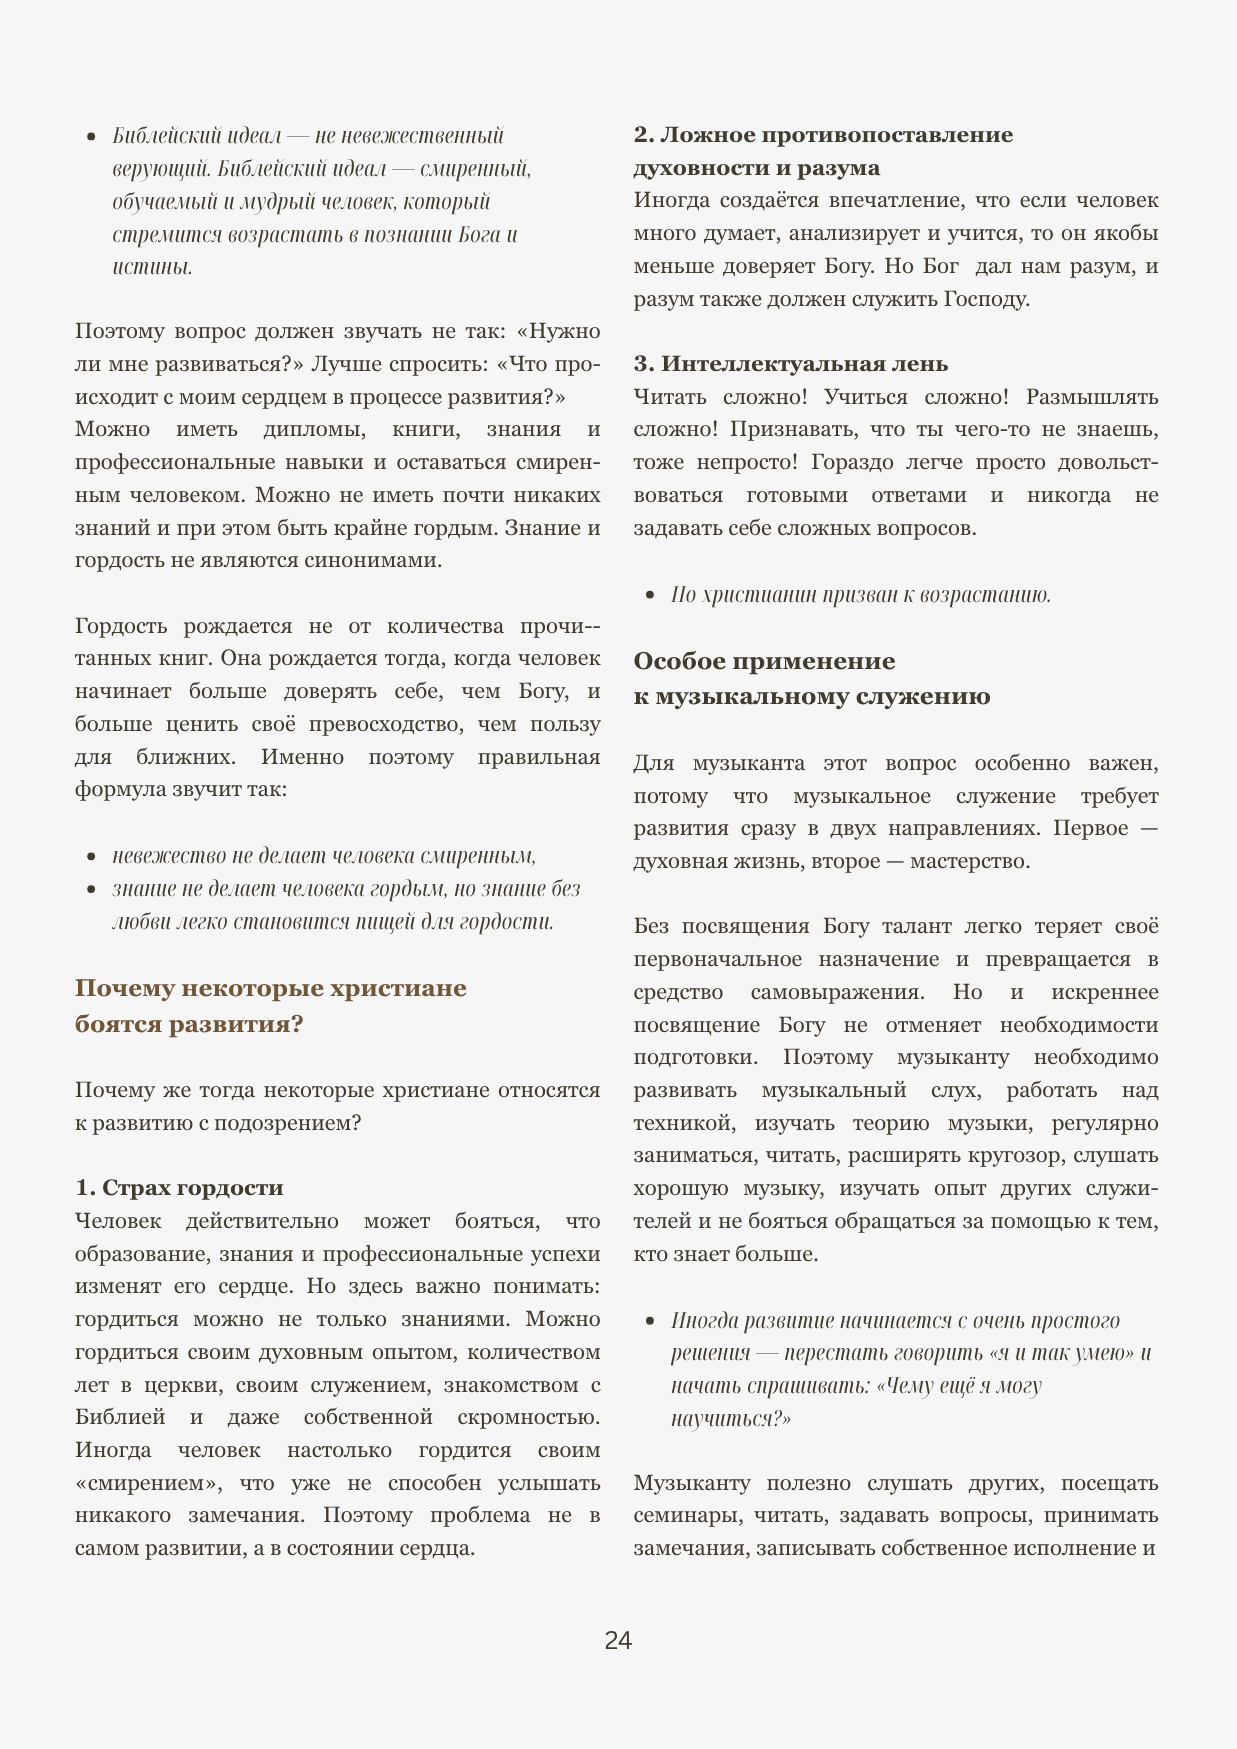 • Библейский идеал — не невежественный
верующий. Библейский идеал — смиренный,
обучаемый и мудрый человек, который
стремится возрастать в познании Бога и
истины.
Поэтому вопрос должен звучать не так: «Нужно
ли мне развиваться?» Лучше спросить: «Что про-
исходит с моим сердцем в процессе развития?»
Можно иметь дипломы, книги, знания и
профессиональные навыки и оставаться смирен-
ным человеком. Можно не иметь почти никаких
знаний и при этом быть крайне гордым. Знание и
гордость не являются синонимами.
Гордость рождается не от количества прочи--
танных книг. Она рождается тогда, когда человек
начинает больше доверять себе, чем Богу, и
больше ценить своё превосходство, чем пользу
для ближних. Именно поэтому правильная
формула звучит так:
• невежество не делает человека смиренным,
• знание не делает человека гордым, но знание без
любви легко становится пищей для гордости.
Почему некоторые христиане
боятся развития?
Почему же тогда некоторые христиане относятся
к развитию с подозрением?
1. Страх гордости
Человек действительно может бояться, что
образование, знания и профессиональные успехи
изменят его сердце. Но здесь важно понимать:
гордиться можно не только знаниями. Можно
гордиться своим духовным опытом, количеством
лет в церкви, своим служением, знакомством с
Библией и даже собственной скромностью.
Иногда человек настолько гордится своим
«смирением», что уже не способен услышать
никакого замечания. Поэтому проблема не в
самом развитии, а в состоянии сердца.
2. Ложное противопоставление
духовности и разума
Иногда создаётся впечатление, что если человек
много думает, анализирует и учится, то он якобы
меньше доверяет Богу. Но Бог дал нам разум, и
разум также должен служить Господу.
3. Интеллектуальная лень
Читать сложно! Учиться сложно! Размышлять
сложно! Признавать, что ты чего-то не знаешь,
тоже непросто! Гораздо легче просто довольст-
воваться готовыми ответами и никогда не
задавать себе сложных вопросов.
• Но христианин призван к возрастанию.
Особое применение
к музыкальному служению
Для музыканта этот вопрос особенно важен,
потому что музыкальное служение требует
развития сразу в двух направлениях. Первое —
духовная жизнь, второе — мастерство.
Без посвящения Богу талант легко теряет своё
первоначальное назначение и превращается в
средство самовыражения. Но и искреннее
посвящение Богу не отменяет необходимости
подготовки. Поэтому музыканту необходимо
развивать музыкальный слух, работать над
техникой, изучать теорию музыки, регулярно
заниматься, читать, расширять кругозор, слушать
хорошую музыку, изучать опыт других служи-
телей и не бояться обращаться за помощью к тем,
кто знает больше.
• Иногда развитие начинается с очень простого
решения — перестать говорить «я и так умею» и
начать спрашивать: «Чему ещё я могу
научиться?»
Музыканту полезно слушать других, посещать
семинары, читать, задавать вопросы, принимать
замечания, записывать собственное исполнение и
24